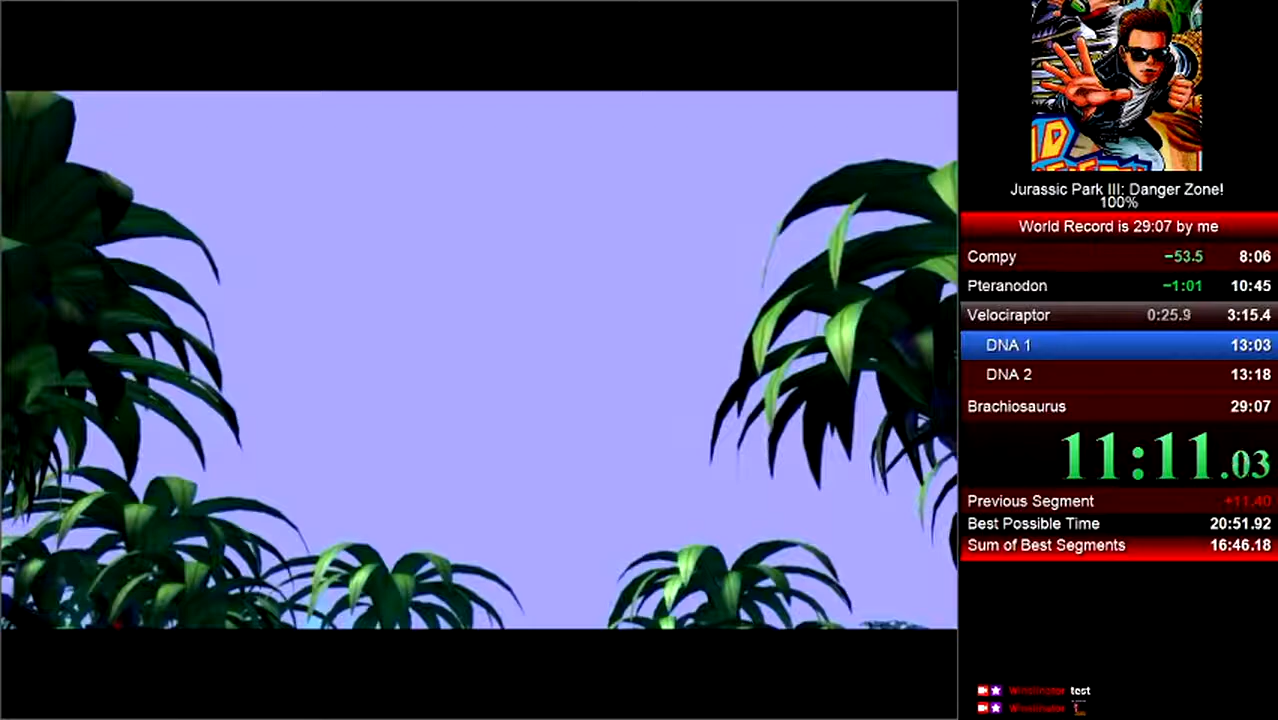 Jurassic Park III: Danger Zone!
100%
World Record is 29:07 by me
Compy −53.5 8:06
Pteranodon −1:01 10:45
Velociraptor 0:25.9 3:15.4
DNA 1 13:03
DNA 2 13:18
Brachiosaurus 29:07
11:11.03
Previous Segment +11.40
Best Possible Time 20:51.92
Sum of Best Segments 16:46.18
test